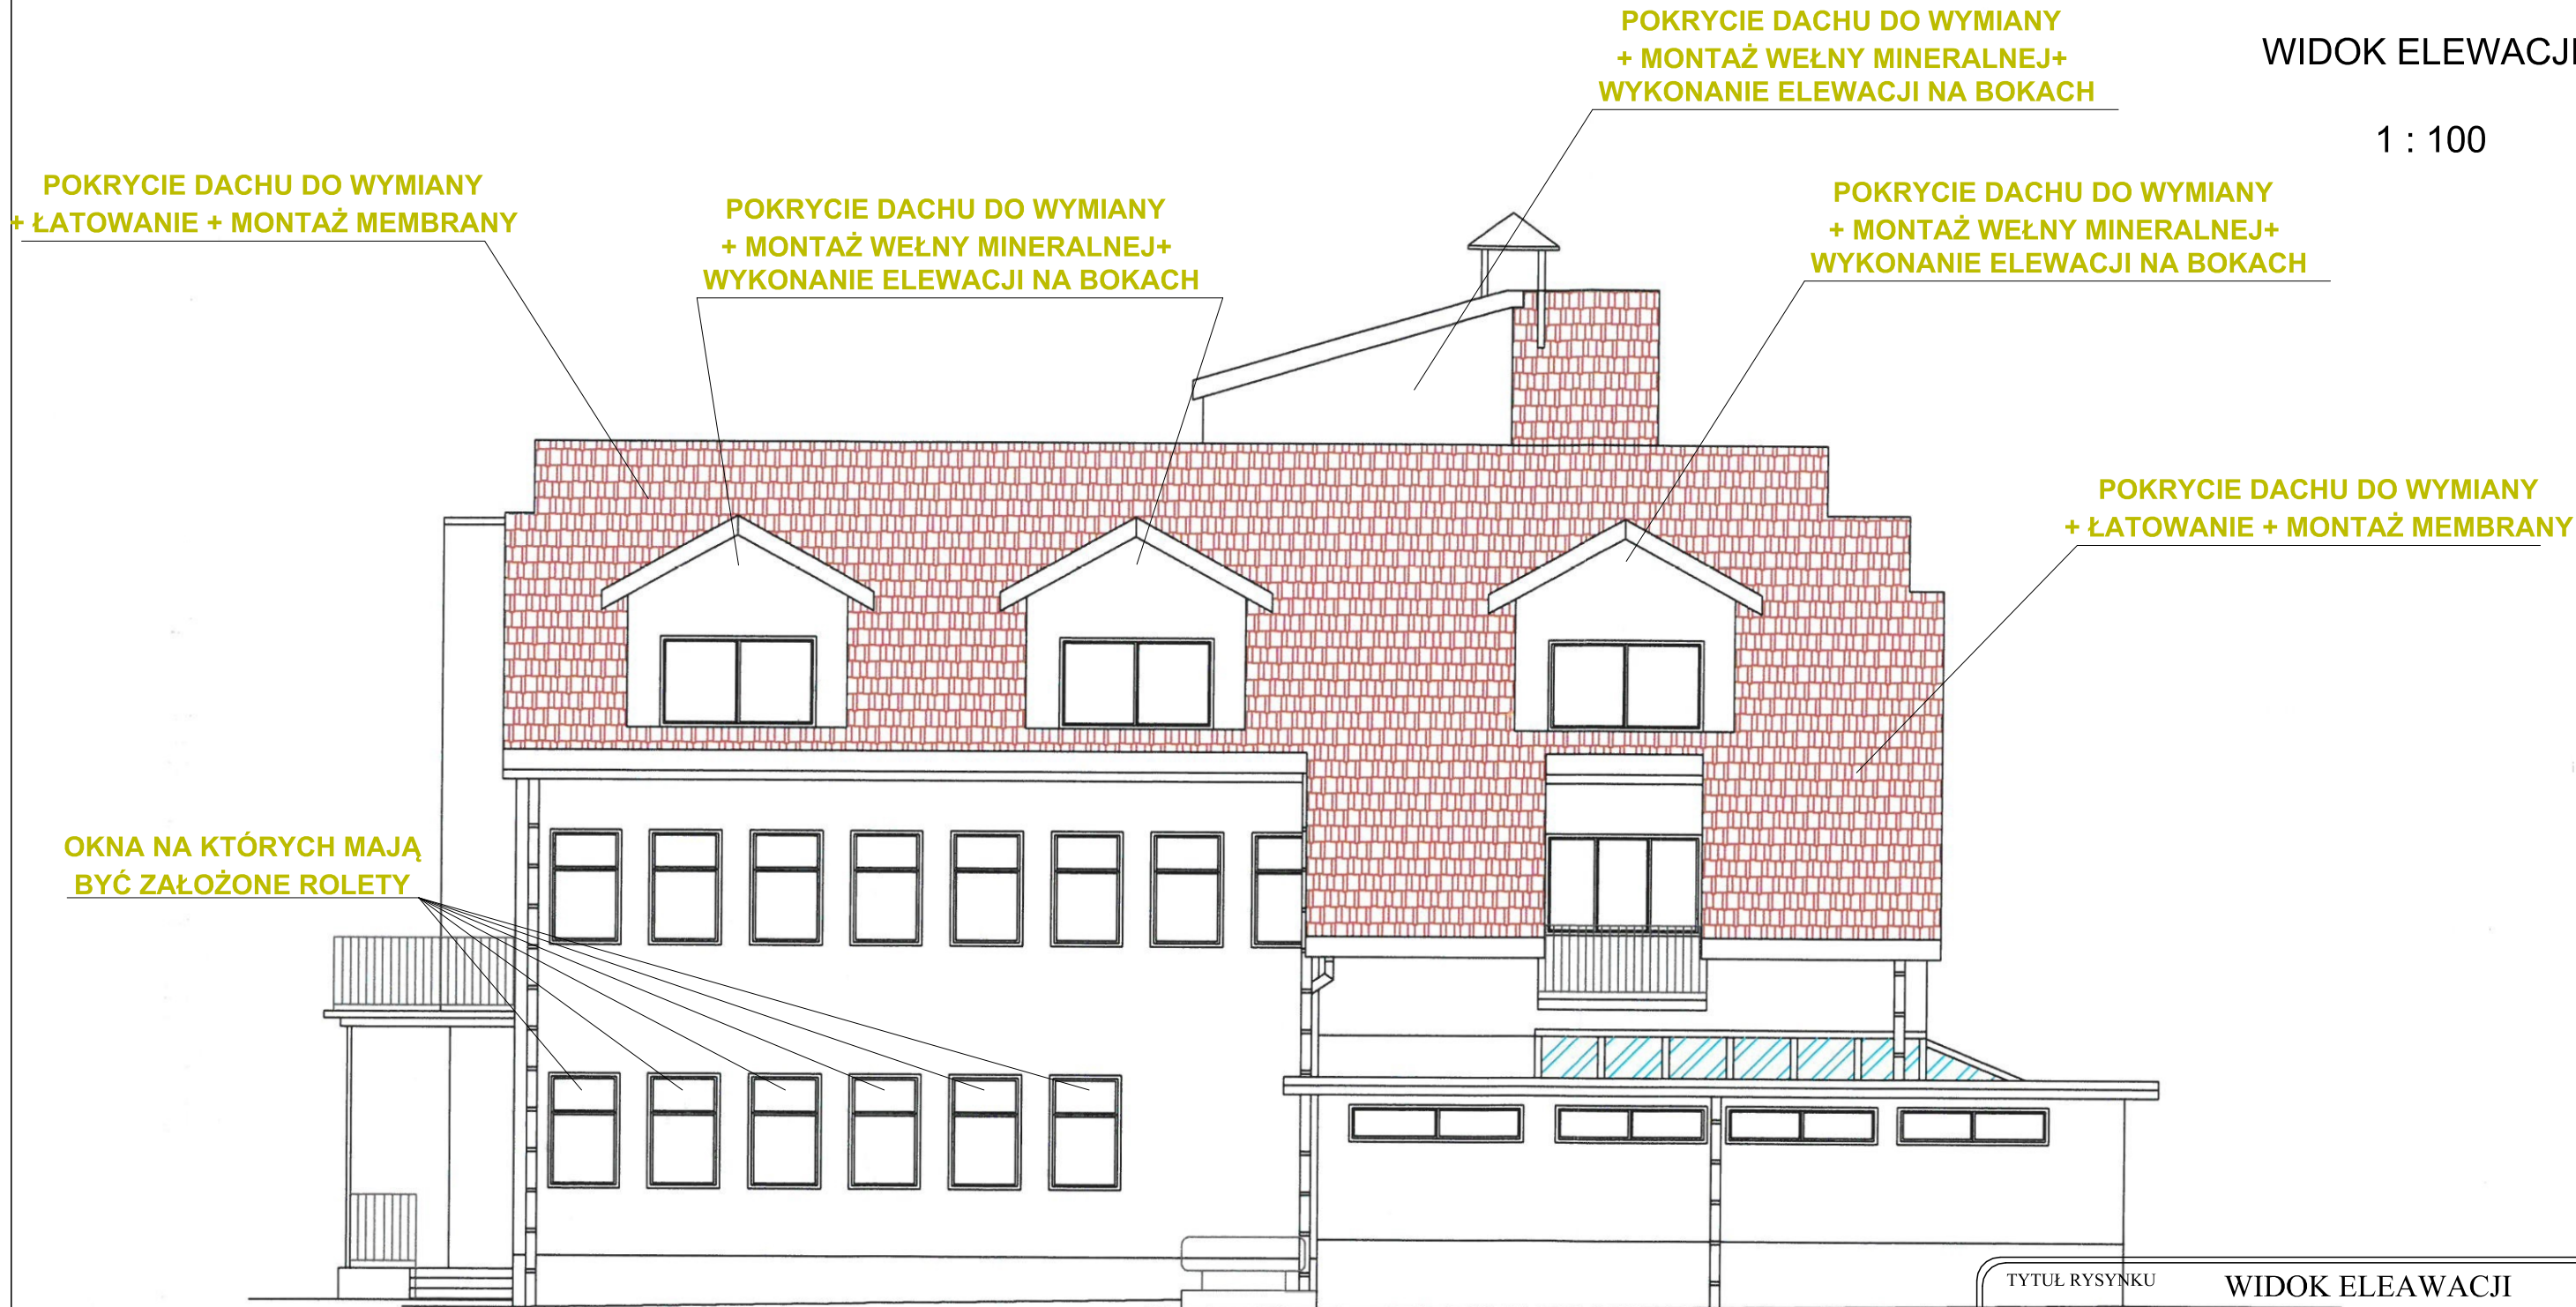 POKRYCIE DACHU DO WYMIANY
+ MONTAŻ WEŁNY MINERALNEJ+
WYKONANIE ELEWACJI NA BOKACH
WIDOK ELEWACJI
1 : 100
POKRYCIE DACHU DO WYMIANY
+ ŁATOWANIE + MONTAŻ MEMBRANY
POKRYCIE DACHU DO WYMIANY
+ MONTAŻ WEŁNY MINERALNEJ+
WYKONANIE ELEWACJI NA BOKACH
POKRYCIE DACHU DO WYMIANY
+ MONTAŻ WEŁNY MINERALNEJ+
WYKONANIE ELEWACJI NA BOKACH
POKRYCIE DACHU DO WYMIANY
+ ŁATOWANIE + MONTAŻ MEMBRANY
OKNA NA KTÓRYCH MAJĄ
BYĆ ZAŁOŻONE ROLETY
TYTUŁ RYSYNKU WIDOK ELEAWACJI